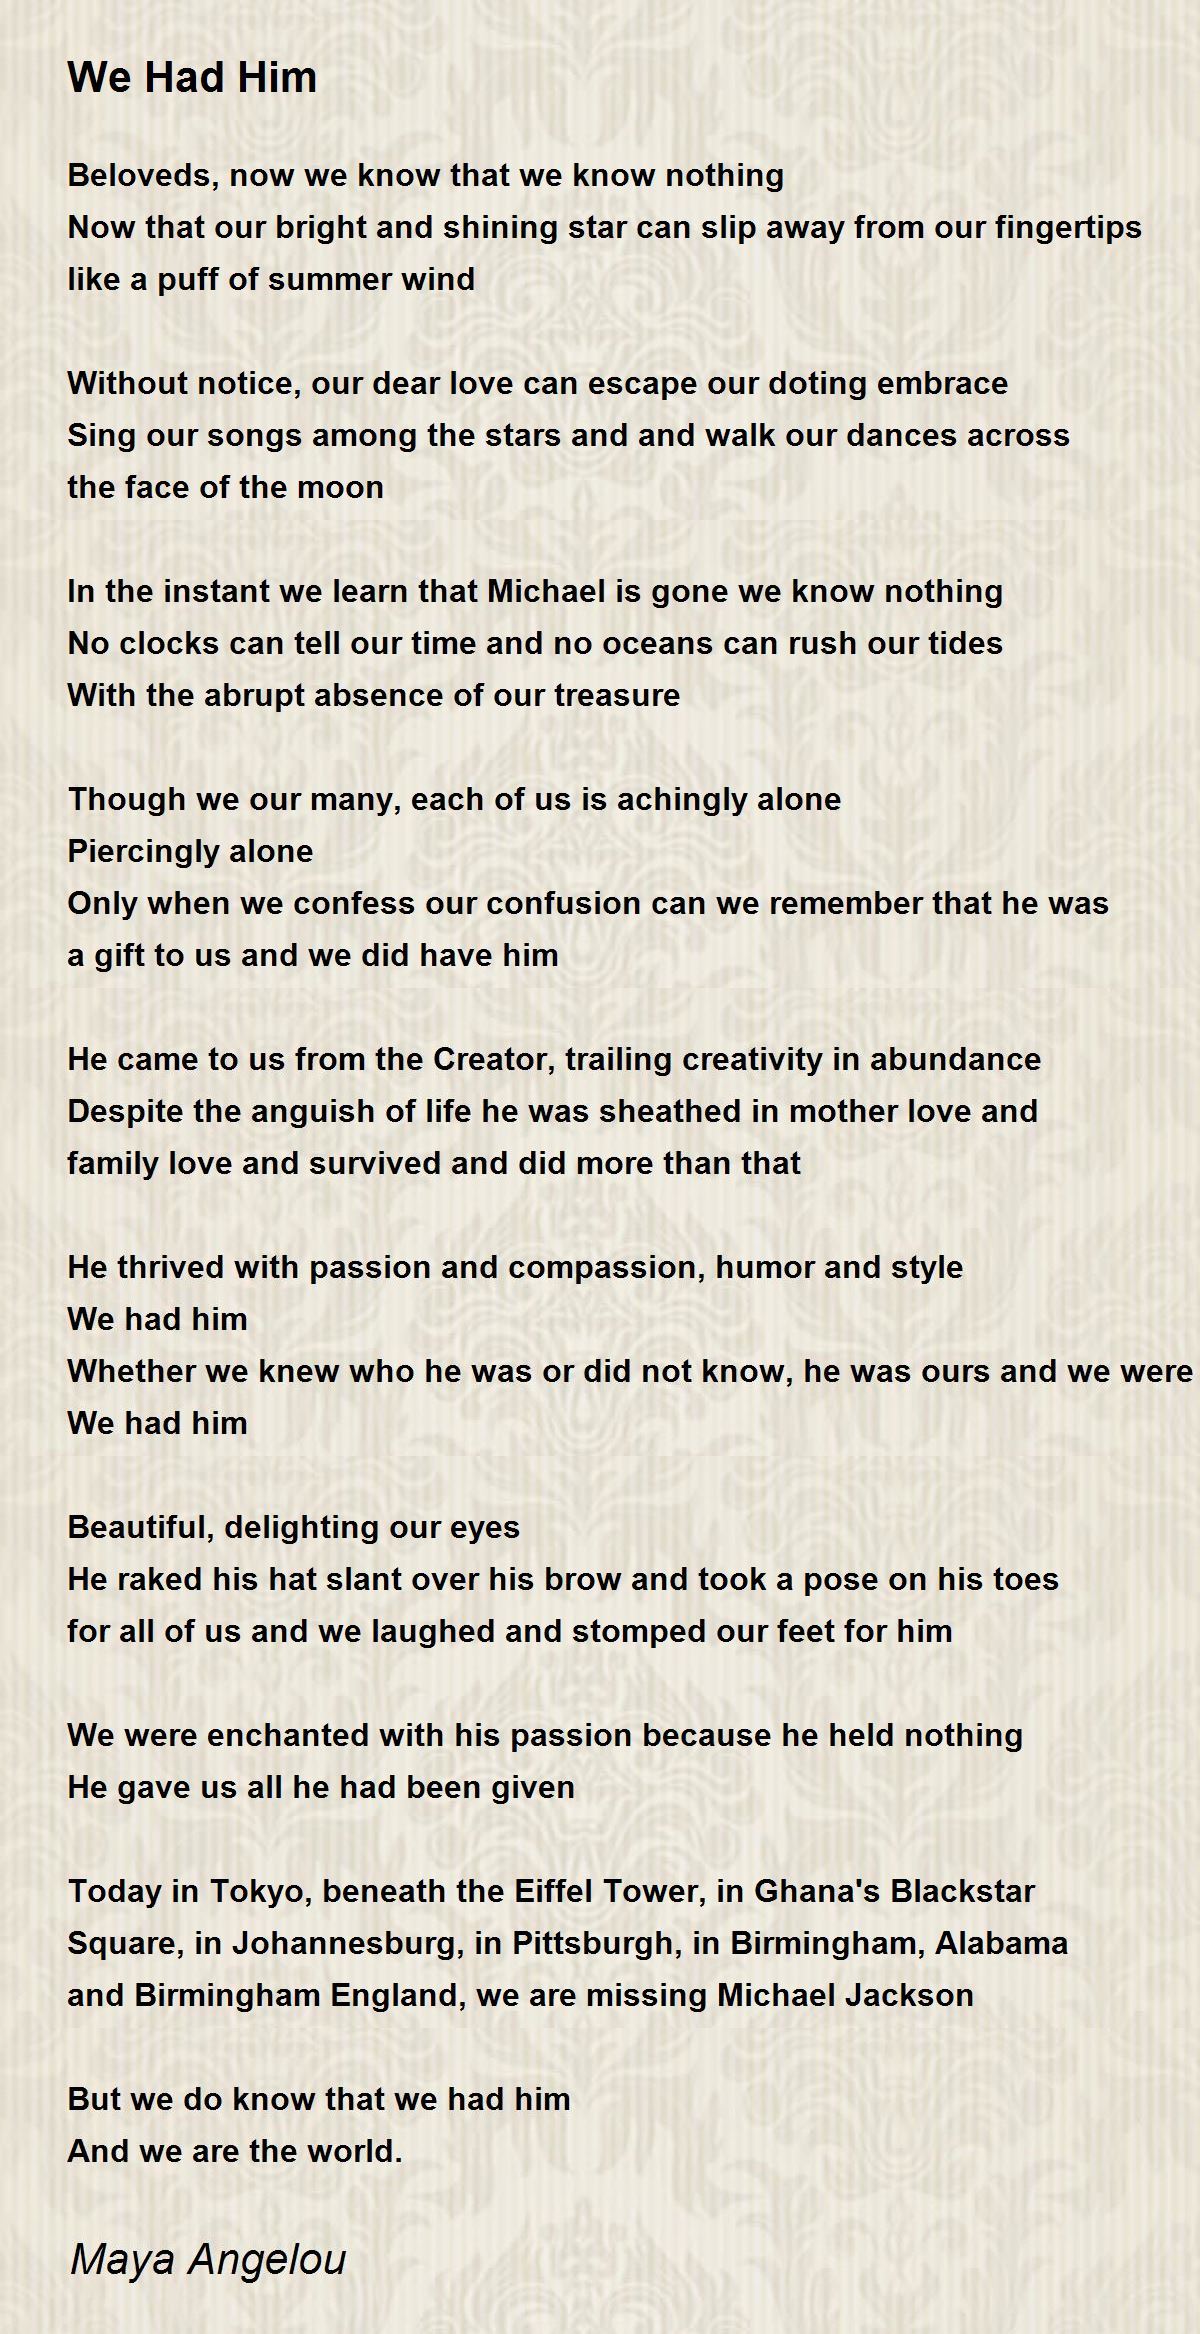 We Had Him
Beloveds, now we know that we know nothing
Now that our bright and shining star can slip away from our fingertips
like a puff of summer wind
Without notice, our dear love can escape our doting embrace
Sing our songs among the stars and and walk our dances across
the face of the moon
In the instant we learn that Michael is gone we know nothing
No clocks can tell our time and no oceans can rush our tides
With the abrupt absence of our treasure
Though we our many, each of us is achingly alone
Piercingly alone
Only when we confess our confusion can we remember that he was
a gift to us and we did have him
He came to us from the Creator, trailing creativity in abundance
Despite the anguish of life he was sheathed in mother love and
family love and survived and did more than that
He thrived with passion and compassion, humor and style
We had him
Whether we knew who he was or did not know, he was ours and we were
We had him
Beautiful, delighting our eyes
He raked his hat slant over his brow and took a pose on his toes
for all of us and we laughed and stomped our feet for him
We were enchanted with his passion because he held nothing
He gave us all he had been given
Today in Tokyo, beneath the Eiffel Tower, in Ghana's Blackstar
Square, in Johannesburg, in Pittsburgh, in Birmingham, Alabama
and Birmingham England, we are missing Michael Jackson
But we do know that we had him
And we are the world.
Maya Angelou